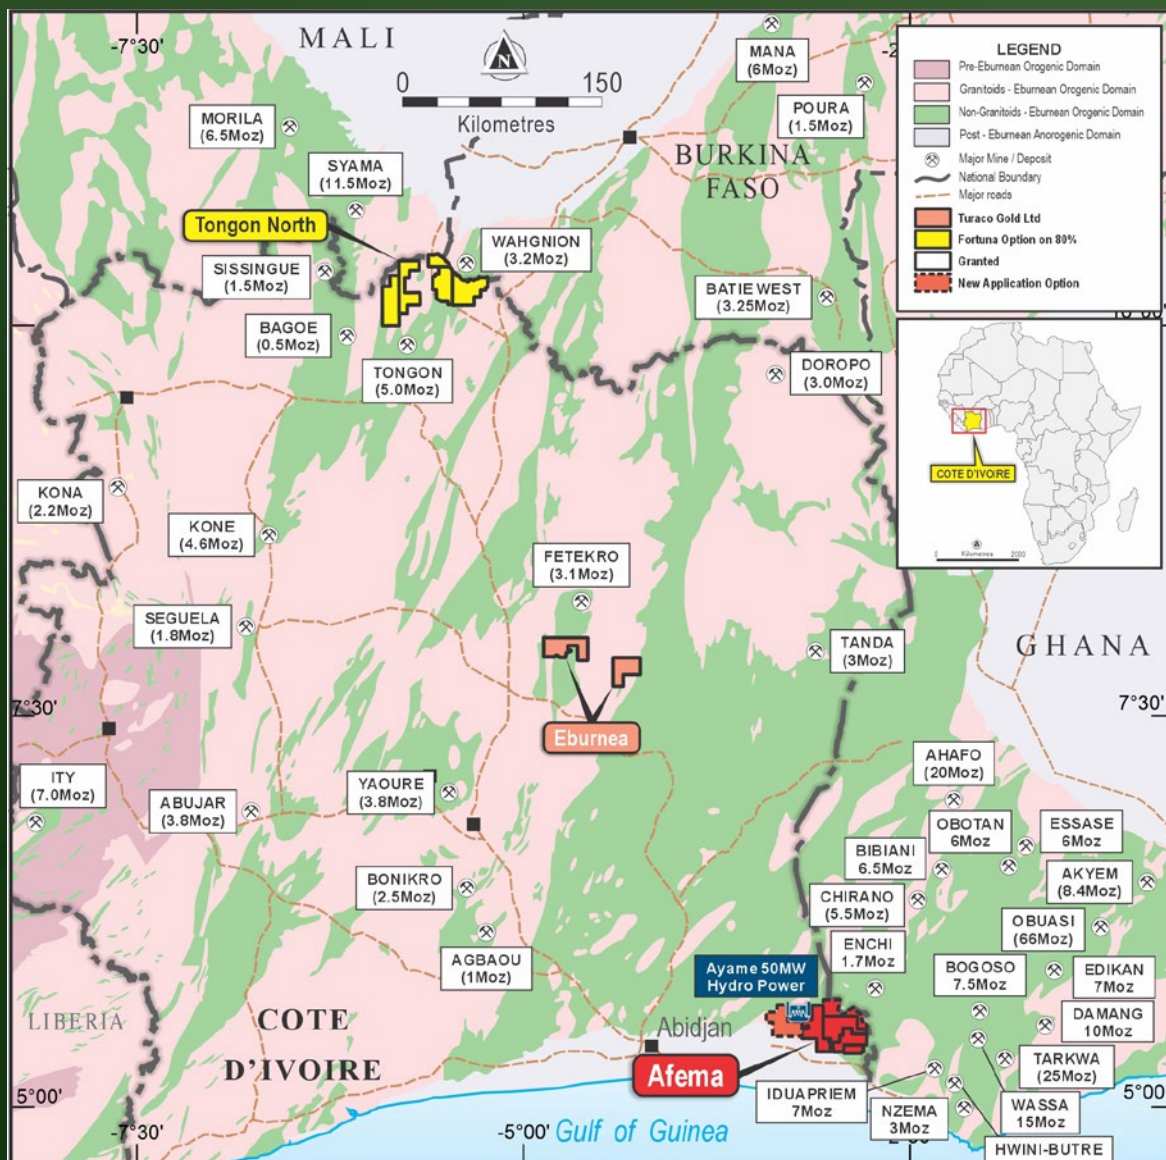 -7°30'
MALI
0
150
Kilometres
N
MANA
(6Moz)
POURA
(1.5Moz)
LEGEND
Pre-Eburnean Orogenic Domain
Granitoids - Eburnean Orogenic Domain
Non-Granitoids - Eburnean Orogenic Domain
Post - Eburnean Anorogenic Domain
Major Mine / Deposit
National Boundary
Major roads
Turaco Gold Ltd
Fortuna Option on 80%
Granted
New Application Option
MORILA
(6.5Moz)
SYAMA
(11.5Moz)
BURKINA
FASO
Tongon North
WAHGNION
(3.2Moz)
SISSINGUE
(1.5Moz)
BATIE WEST
(3.25Moz)
BAGOE
(0.5Moz)
TONGON
(5.0Moz)
DOROPO
(3.0Moz)
COTE D'IVOIRE
0
Kilometres
2000
KONA
(2.2Moz)
KONE
(4.6Moz)
FETEKRO
(3.1Moz)
SEGUELA
(1.8Moz)
TANDA
(3Moz)
GHANA
7°30'
7°30'
Eburnea
ITY
(7.0Moz)
ABUJAR
(3.8Moz)
YAOURE
(3.8Moz)
AHAFO
(20Moz)
OBOTAN
6Moz
ESSASE
6Moz
BIBIANI
6.5Moz
AKYEM
(8.4Moz)
BONIKRO
(2.5Moz)
CHIRANO
(5.5Moz)
OBUASI
(66Moz)
AGBAOU
(1Moz)
ENCHI
1.7Moz
BOGOSO
7.5Moz
EDIKAN
7Moz
Ayame 50MW
Hydro Power
DAMANG
10Moz
LIBERIA
COTE
D'IVOIRE
Abidjan
Afema
TARKWA
(25Moz)
IDUAPRIEM
7Moz
NZEMA
3Moz
WASSA
15Moz
HWINI-BUTRE
5°00'
5°00'
-7°30'
-5°00'
Gulf of Guinea